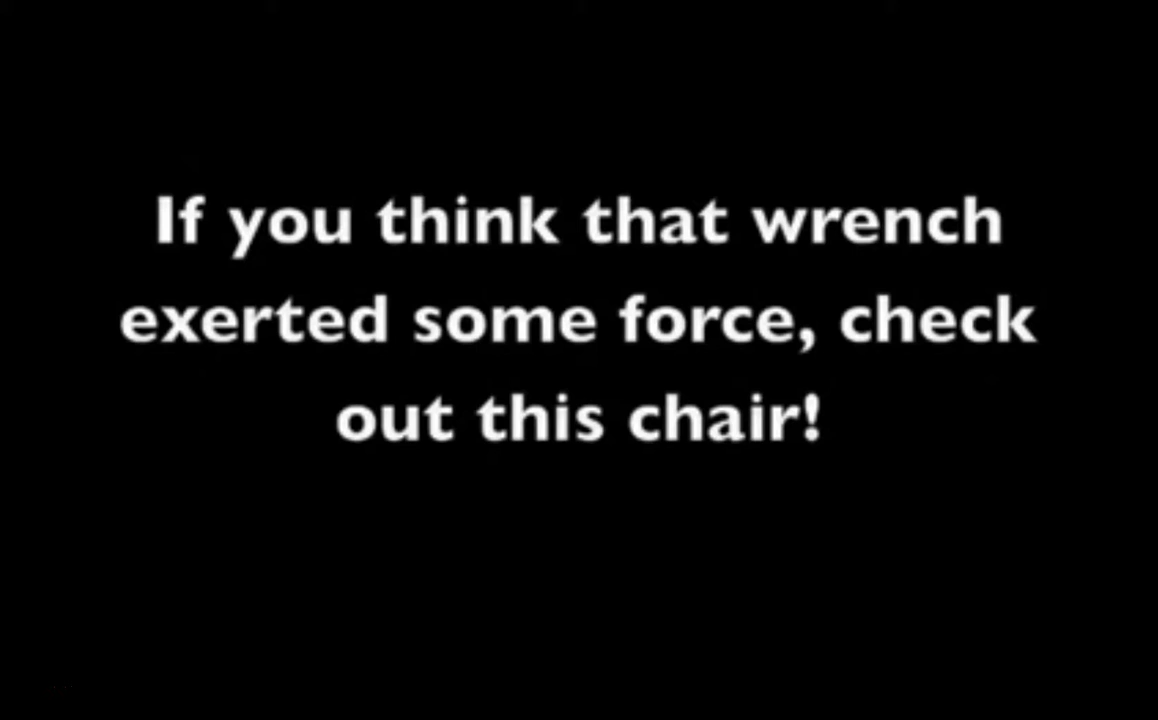 If you think that wrench
exerted some force, check
out this chair!